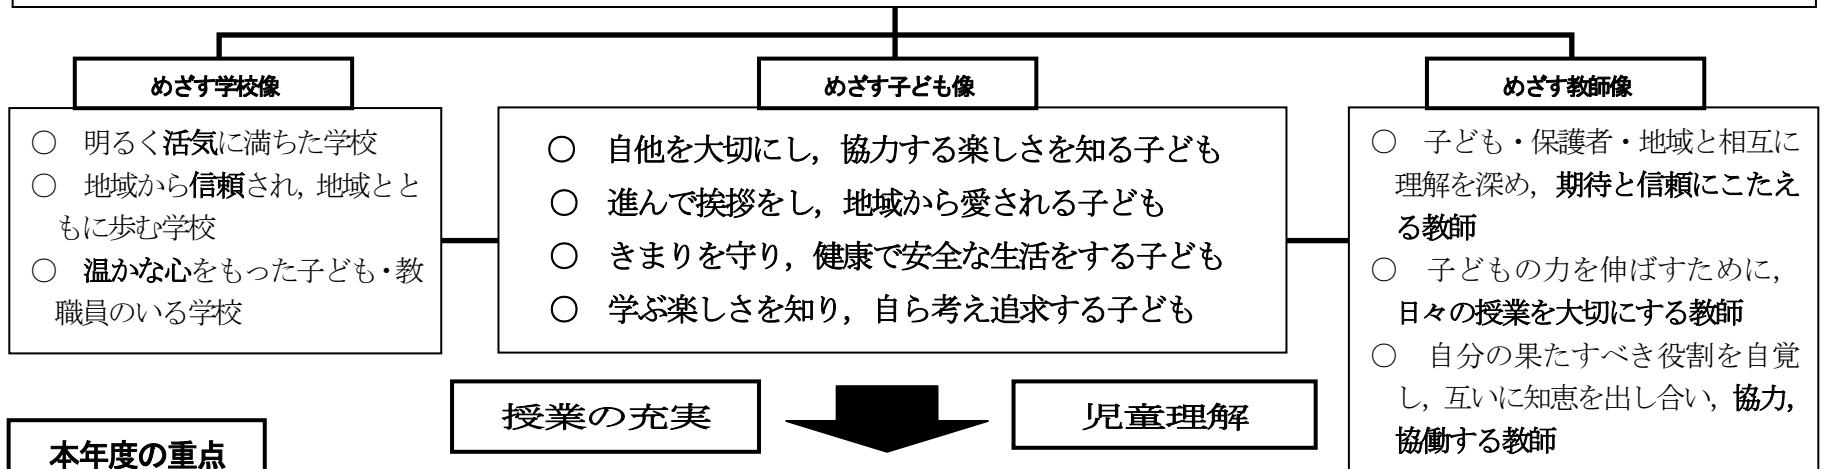 めざす学校像
○　明るく活気に満ちた学校
○　地域から信頼され，地域とと
もに歩む学校
○　温かな心をもった子ども・教
職員のいる学校
めざす子ども像
○　自他を大切にし，協力する楽しさを知る子ども
○　進んで挨拶をし，地域から愛される子ども
○　きまりを守り，健康で安全な生活をする子ども
○　学ぶ楽しさを知り，自ら考え追求する子ども
めざす教師像
○　子ども・保護者・地域と相互に
理解を深め，期待と信頼にこたえ
る教師
○　子どもの力を伸ばすために，
日々の授業を大切にする教師
○　自分の果たすべき役割を自覚
し，互いに知恵を出し合い，協力，
協働する教師
授業の充実
児童理解
本年度の重点